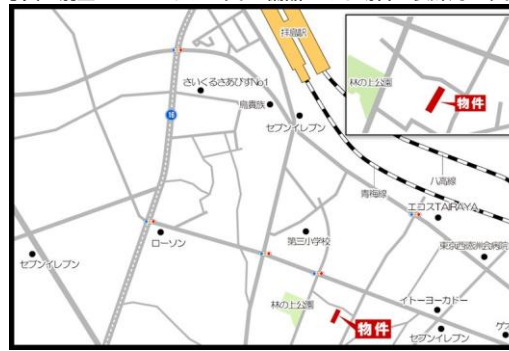 拝島駅
さいくるさあびすNo1
鳥貴族
セブンイレブン
16
林の上公園
物件
八高線
青梅線
エコスTAIRAYA
東京西徳洲会病院
ローソン
第三小学校
セブンイレブン
林の上公園
物件
イトーヨーカドー
セブンイレブン